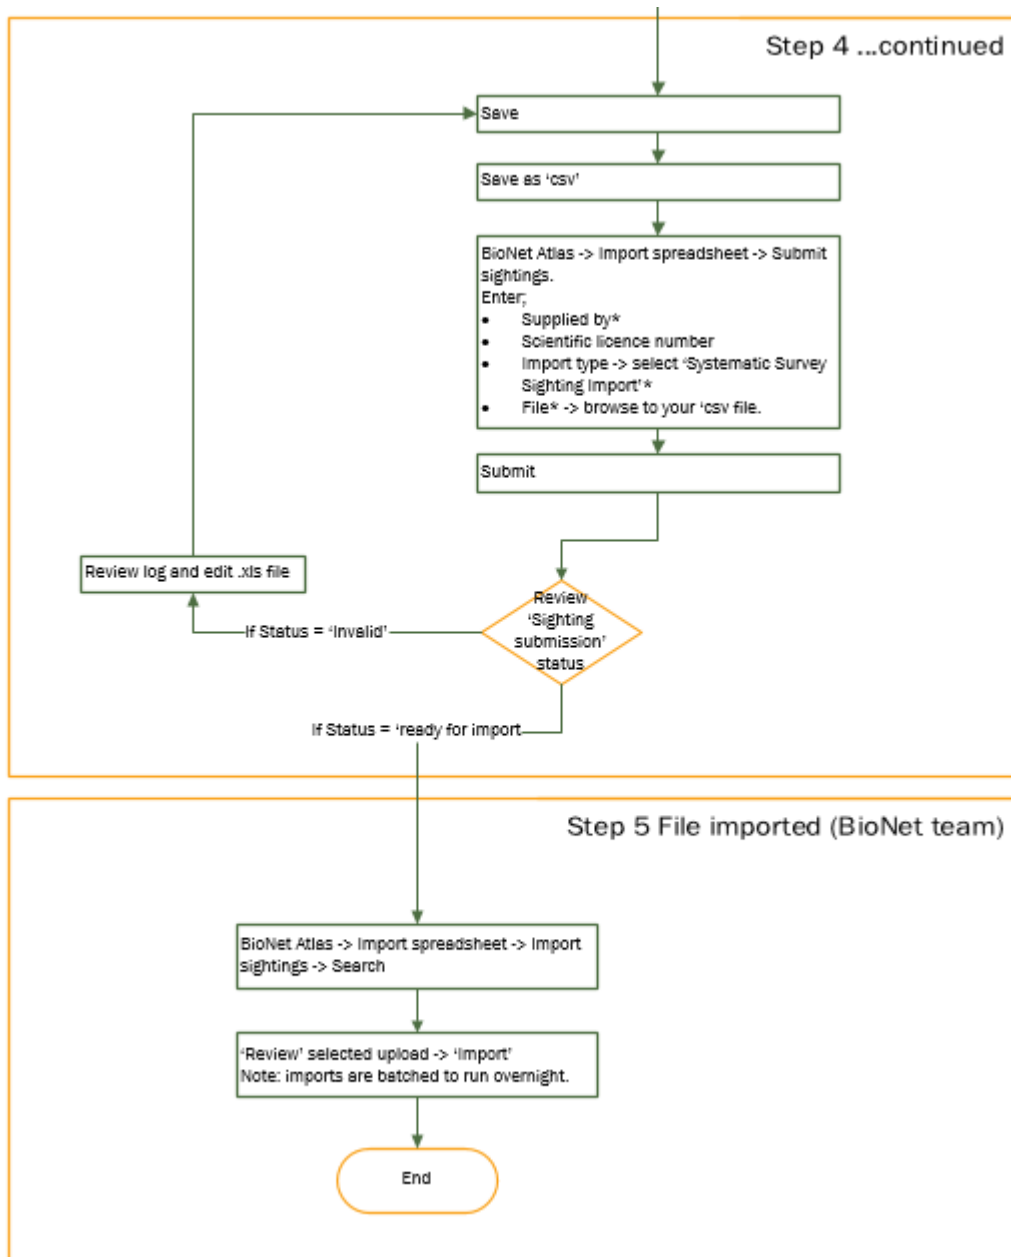 Step 4 ...continued
Save
Save as ‘csv’
BioNet Atlas -> Import spreadsheet -> Submit
sightings.
Enter;
• Supplied by*
• Scientific licence number
• Import type -> select ‘Systematic Survey
Sighting Import’*
• File* -> browse to your ‘csv file.
Submit
Review log and edit .xls file
Review
‘Sighting
submission’
status
If Status = ‘Invalid’
If Status = ‘ready for import
Step 5 File imported (BioNet team)
BioNet Atlas -> Import spreadsheet -> Import
sightings -> Search
‘Review’ selected upload -> ‘Import’
Note: imports are batched to run overnight.
End